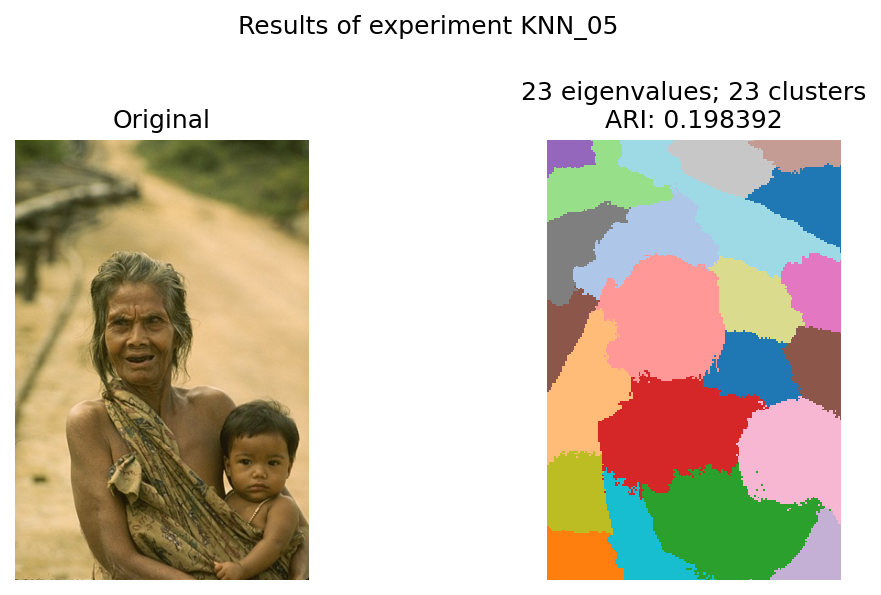 Results of experiment KNN_05
Original
23 eigenvalues; 23 clusters
ARI: 0.198392